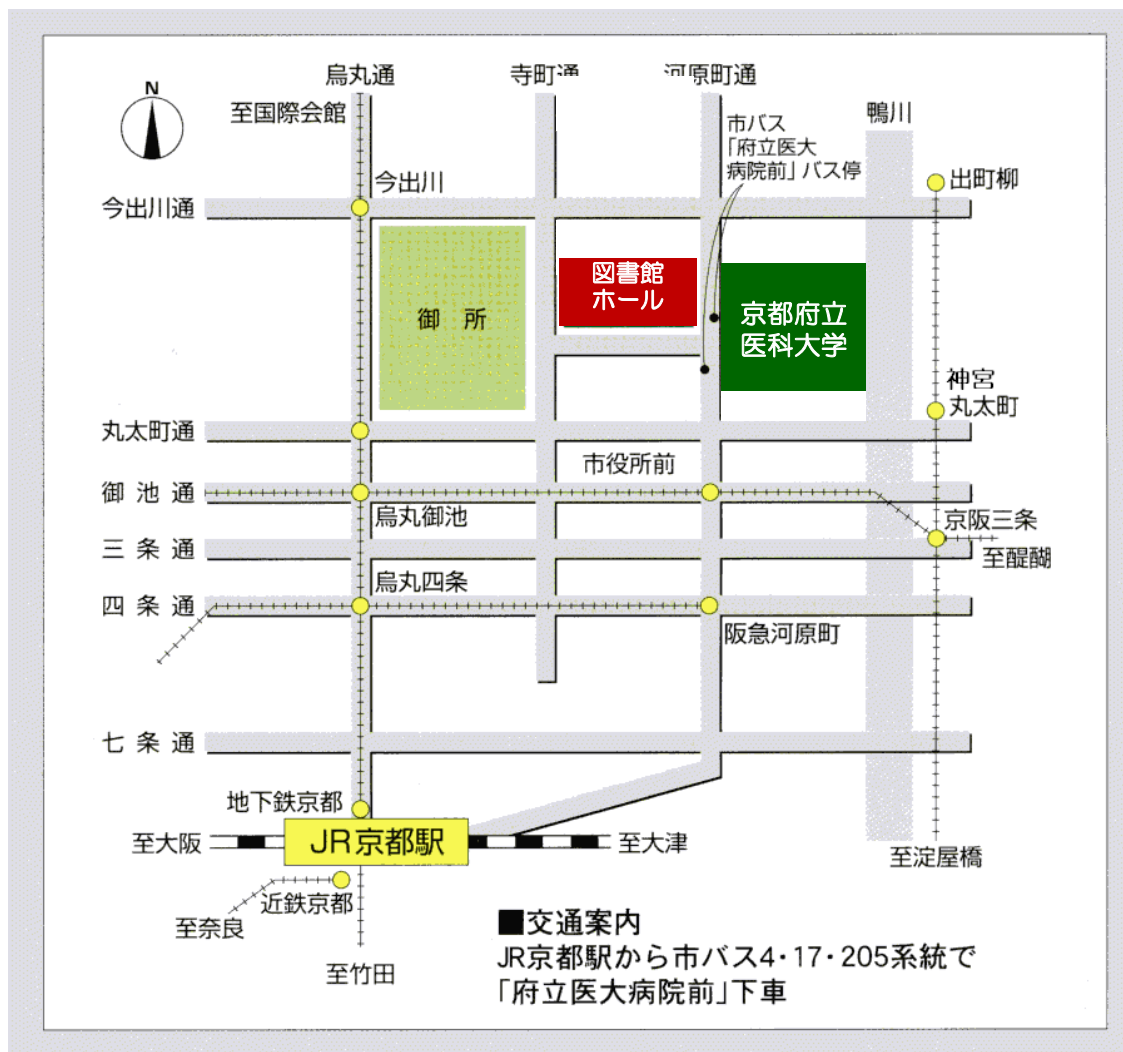 烏丸通
寺町通
河原町通
N
至国際会館
鴨川
市バス
「府立医大
病院前」バス停
今出川
出町柳
今出川通
図書館
ホール
御 所
京都府立
医科大学
神宮
丸太町
丸太町通
市役所前
御 池 通
烏丸御池
京阪三条
三 条 通
至醍醐
烏丸四条
四 条 通
阪急河原町
七 条 通
地下鉄京都
至大阪
JR京都駅
至大津
至淀屋橋
近鉄京都
至奈良
至竹田
■交通案内
JR京都駅から市バス4・17・205系統で
「府立医大病院前」下車